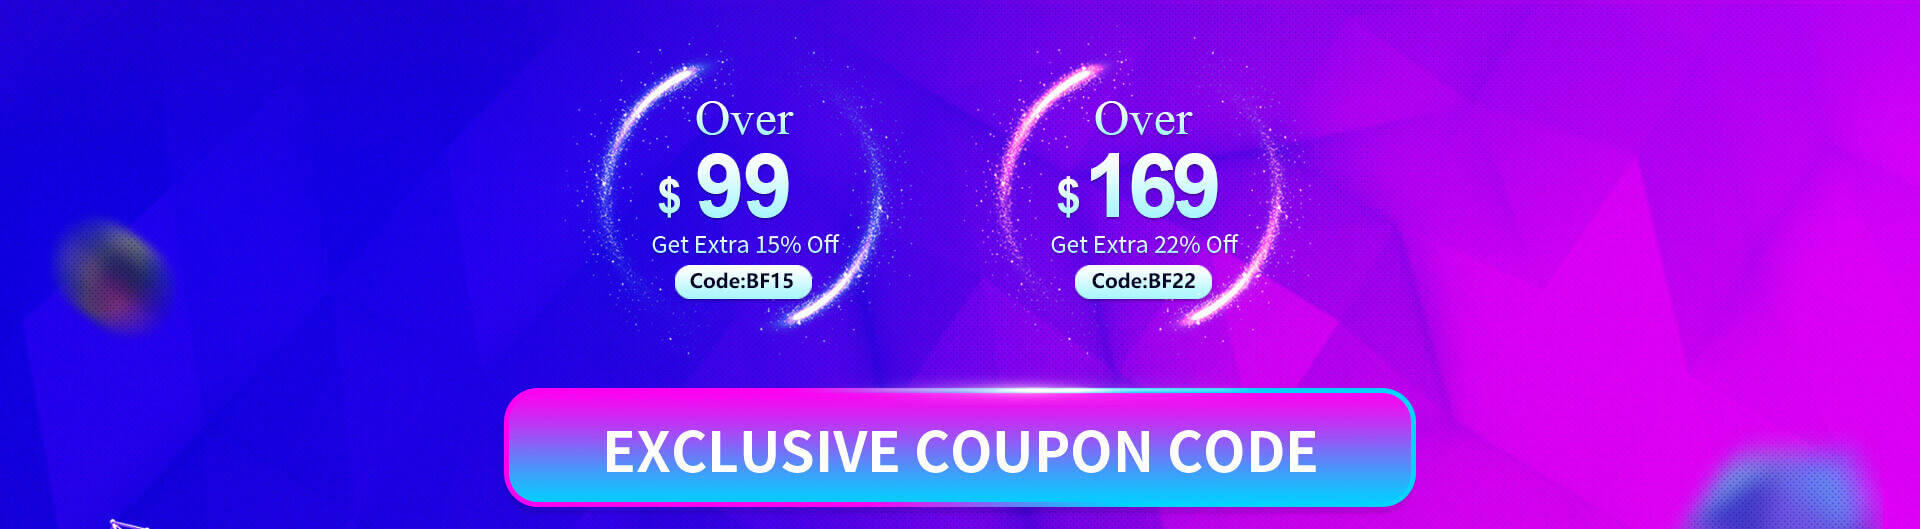 Over
$ 99
Get Extra 15% Off
Code:BF15
Over
$169
Get Extra 22% Off
Code:BF22
EXCLUSIVE COUPON CODE